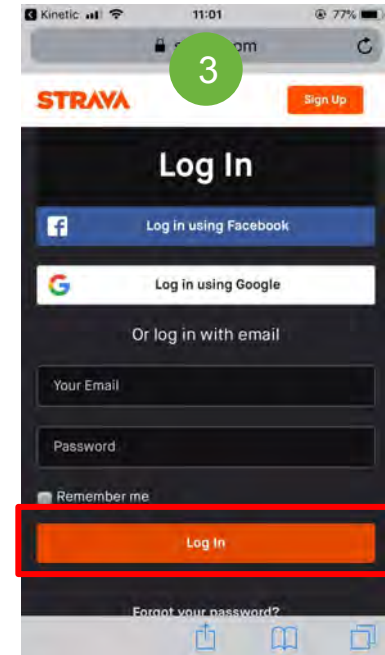 Kinetic 11:01 77%
3
STRAVA Sign Up
Log In
Log in using Facebook
Log in using Google
Or log in with email
Your Email
Password
Remember me
Log In
Forgot your password?